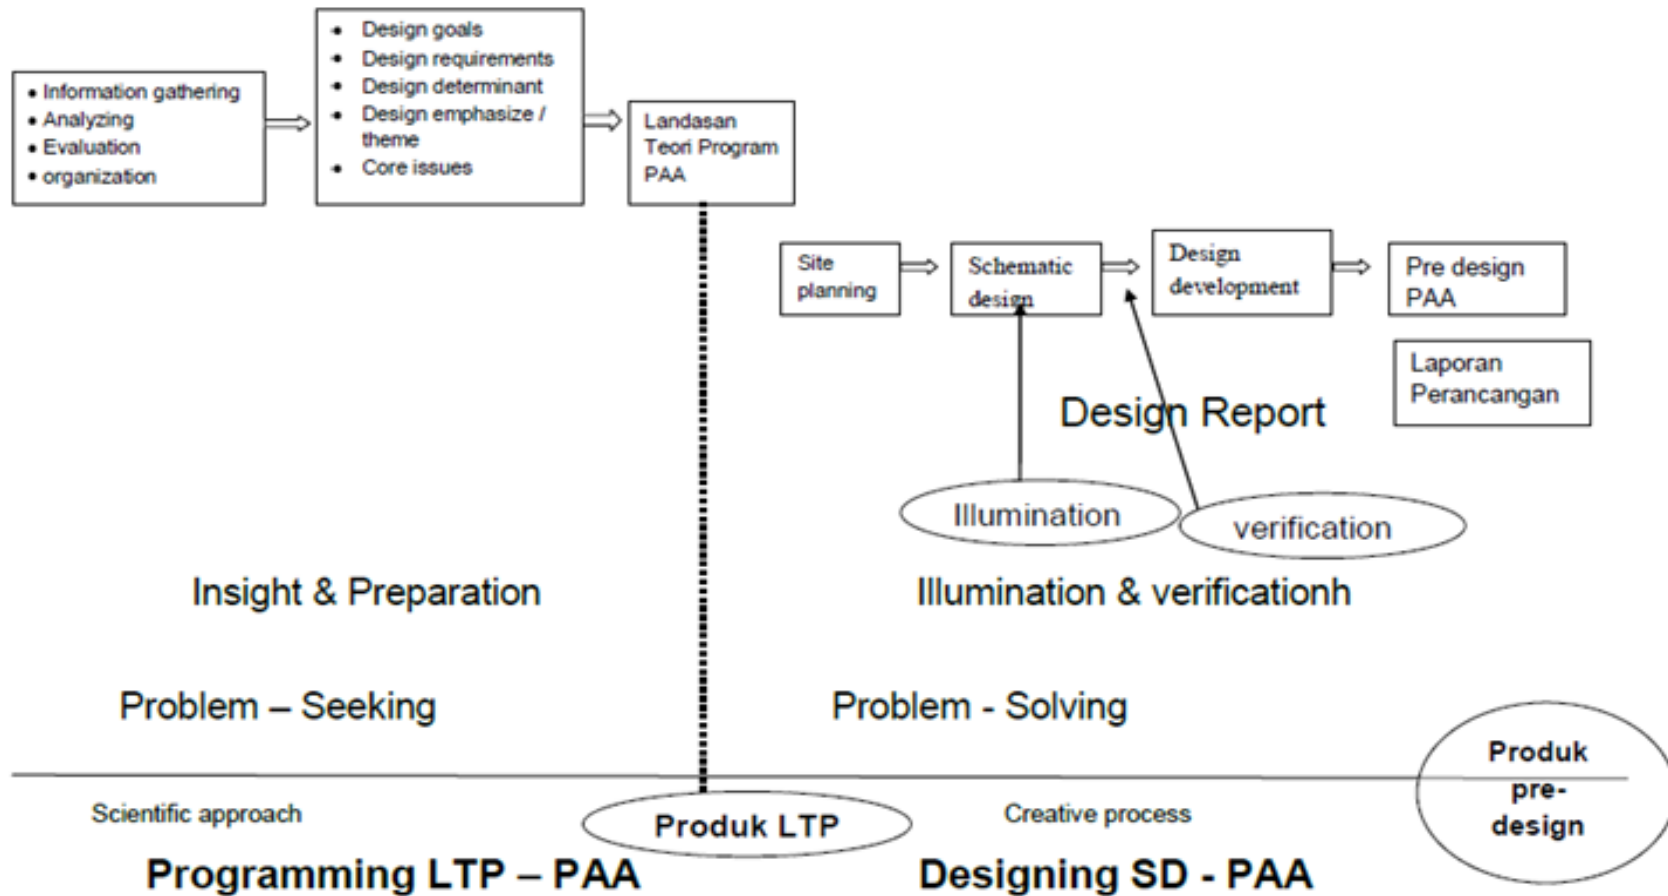 • Information gathering
• Analyzing
• Evaluation
• organization
• Design goals
• Design requirements
• Design determinant
• Design emphasize /
theme
• Core issues
Landasan
Teori Program
PAA
Site
planning
Schematic
design
Design
development
Pre design
PAA
Laporan
Perancangan
Design Report
Illumination
verification
Insight & Preparation
Illumination & verificationh
Problem – Seeking
Problem - Solving
Scientific approach
Produk LTP
Creative process
Produk
pre-
design
Programming LTP – PAA
Designing SD - PAA